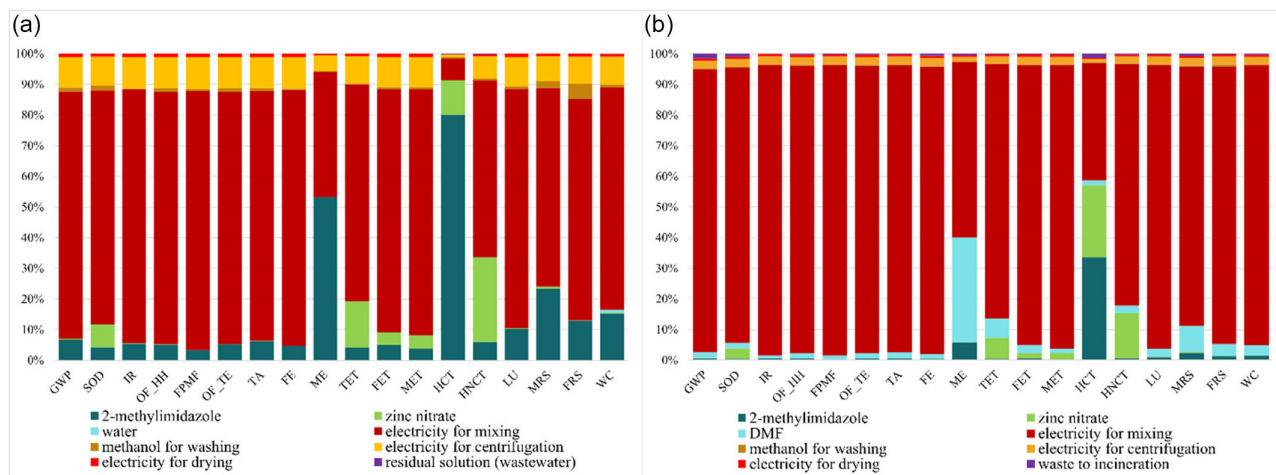 (a)
100%
90%
80%
70%
60%
50%
40%
30%
20%
10%
0%
GWP SOD IR OF_HH FPMF OF_TE TA FE ME TET FET MET HCT HNCT LU MRS FRS WC
2-methylimidazole zinc nitrate
water electricity for mixing
methanol for washing electricity for centrifugation
electricity for drying residual solution (wastewater)
(b)
100%
90%
80%
70%
60%
50%
40%
30%
20%
10%
0%
GWP SOD IR OF_HH FPMF OF_TE TA FE ME TET FET MET HCT HNCT LU MRS FRS WC
2-methylimidazole zinc nitrate
DMF electricity for mixing
methanol for washing electricity for centrifugation
electricity for drying waste to incineration